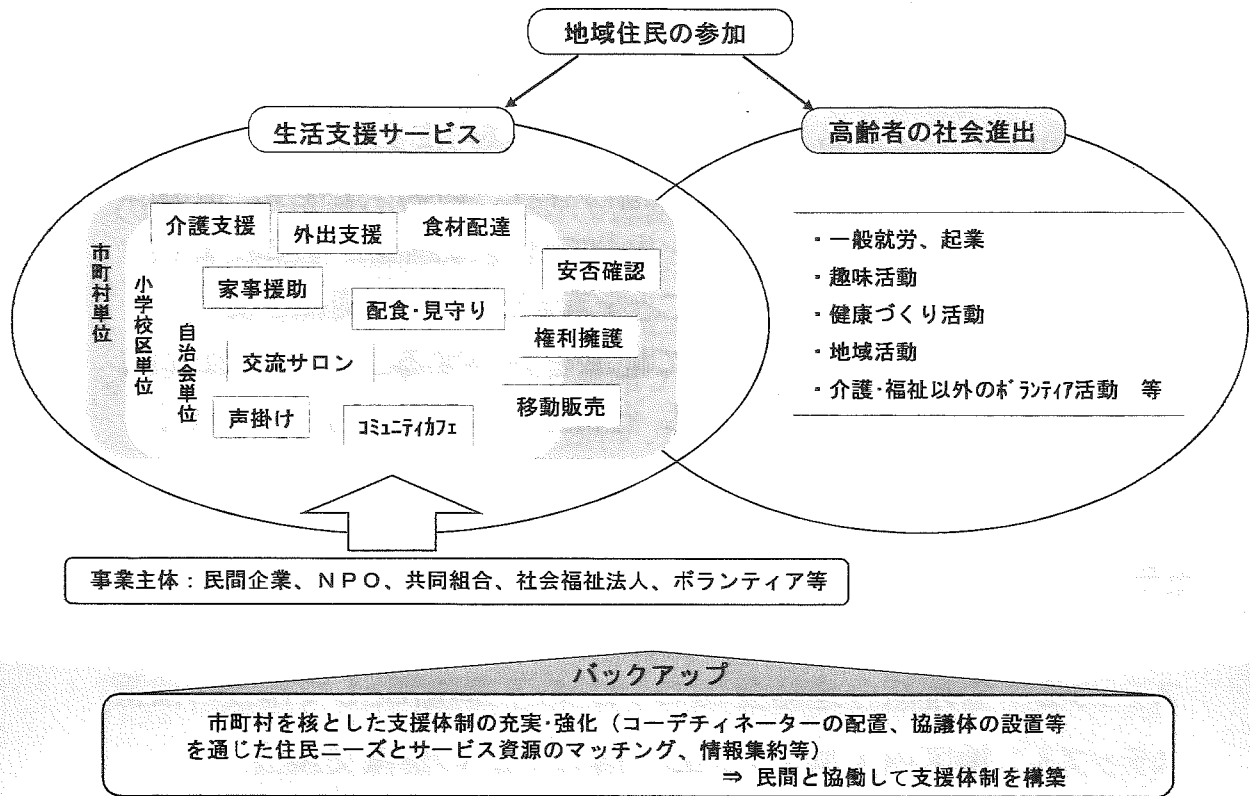 地域住民の参加
生活支援サービス
高齢者の社会進出
市町村単位
小学校区単位
自治会単位
介護支援
外出支援
食材配達
安否確認
家事援助
配食・見守り
権利擁護
交流サロン
移動販売
声掛け
コミュニティカフェ
・一般就労、起業
・趣味活動
・健康づくり活動
・地域活動
・介護・福祉以外のボランティア活動 等
事業主体：民間企業、NPO、共同組合、社会福祉法人、ボランティア等
バックアップ
市町村を核とした支援体制の充実・強化（コーデチィネーターの配置、協議体の設置等
を通じた住民ニーズとサービス資源のマッチング、情報集約等）
⇒ 民間と協働して支援体制を構築